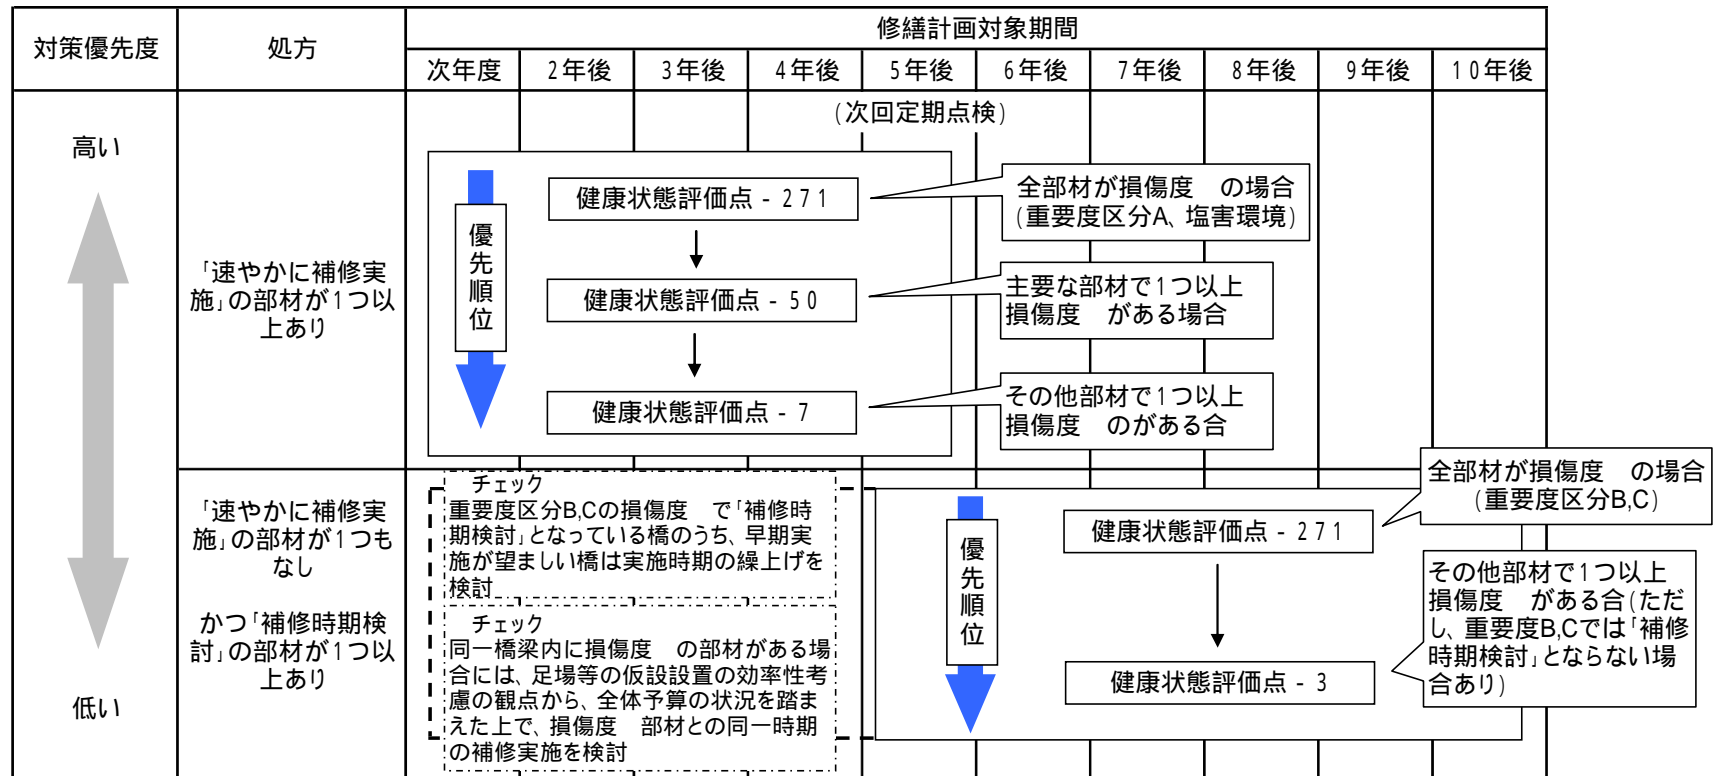 対策優先度
処方
修繕計画対象期間
次年度
2年後
3年後
4年後
5年後
6年後
7年後
8年後
9年後
10年後
(次回定期点検)
高い
低い
「速やかに補修実
施」の部材が1つ以
上あり
優先順位
健康状態評価点 - 271
健康状態評価点 - 50
健康状態評価点 - 7
全部材が損傷度 の場合
(重要度区分A、塩害環境)
主要な部材で1つ以上
損傷度 がある場合
その他部材で1つ以上
損傷度 のがある合
「速やかに補修実
施」の部材が1つも
なし
かつ「補修時期検
討」の部材が1つ以
上あり
チェック
重要度区分B,Cの損傷度 で「補修時
期検討」となっている橋のうち、早期実
施が望ましい橋は実施時期の繰上げを
検討
チェック
同一橋梁内に損傷度 の部材がある場
合には、足場等の仮設設置の効率性考
慮の観点から、全体予算の状況を踏ま
えた上で、損傷度 部材との同一時期
の補修実施を検討
優先順位
健康状態評価点 - 271
健康状態評価点 - 3
全部材が損傷度 の場合
(重要度区分B,C)
その他部材で1つ以上
損傷度 がある合(ただ
し、重要度B,Cでは「補修
時期検討」とならない場
合あり)